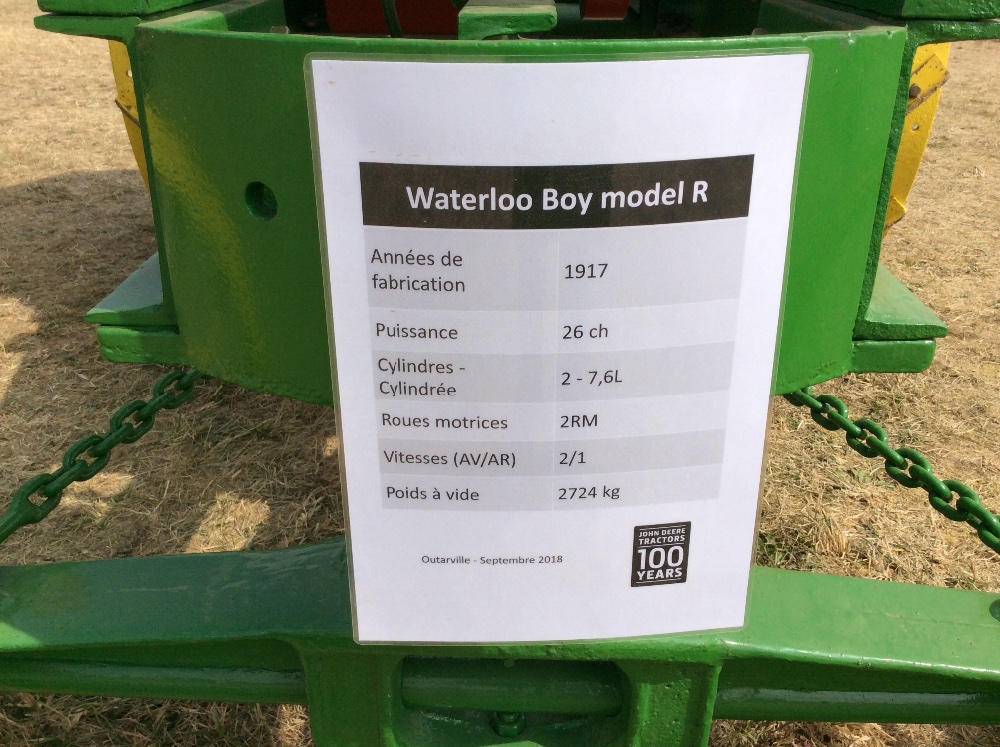 Waterloo Boy model R
Années de
fabrication
1917
Puissance
26 ch
Cylindres -
Cylindrée
2 - 7,6L
Roues motrices
2RM
Vitesses (AV/AR)
2/1
Poids à vide
2724 kg
Outarville - Septembre 2018
JOHN DEERE
TRACTORS
100
YEARS